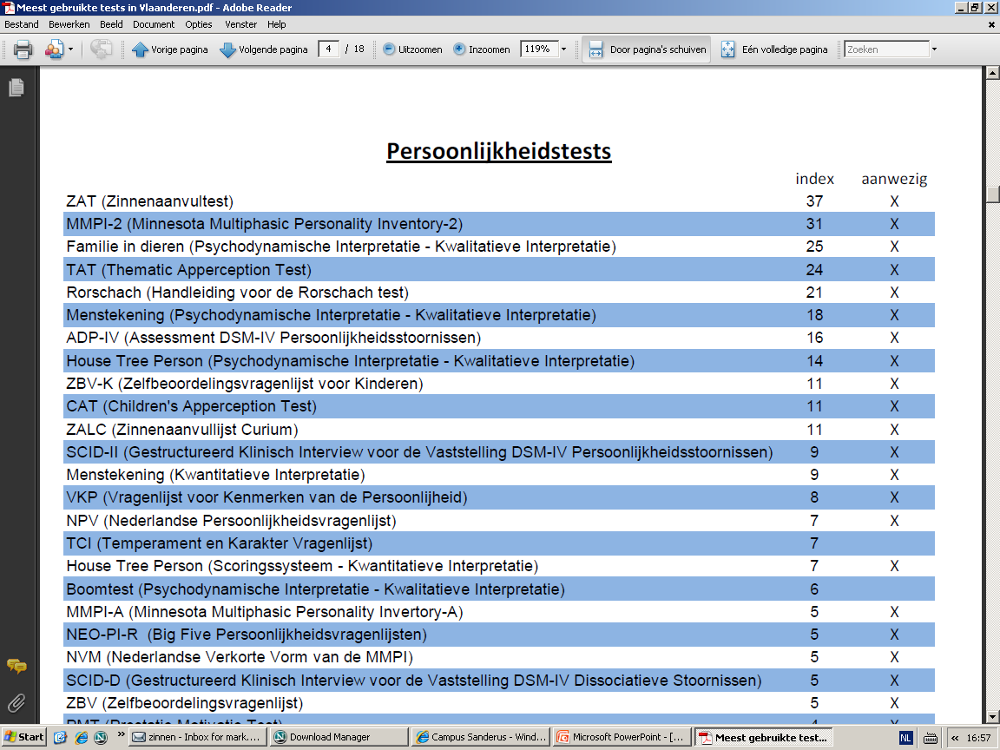 Meest gebruikte tests in Vlaanderen.pdf - Adobe Reader
Bestand Bewerken Beeld Document Opties Venster Help
Vorige pagina Volgende pagina 4 / 18 Uitzoomen Inzoomen 119% Door pagina's schuiven Eén volledige pagina Zoeken
Persoonlijkheidstests
index aanwezig
ZAT (Zinnenaanvultest) 37 X
MMPI-2 (Minnesota Multiphasic Personality Inventory-2) 31 X
Familie in dieren (Psychodynamische Interpretatie - Kwalitatieve Interpretatie) 25 X
TAT (Thematic Apperception Test) 24 X
Rorschach (Handleiding voor de Rorschach test) 21 X
Menstekening (Psychodynamische Interpretatie - Kwalitatieve Interpretatie) 18 X
ADP-IV (Assessment DSM-IV Persoonlijkheidsstoornissen) 16 X
House Tree Person (Psychodynamische Interpretatie - Kwalitatieve Interpretatie) 14 X
ZBV-K (Zelfbeoordelingsvragenlijst voor Kinderen) 11 X
CAT (Children's Apperception Test) 11 X
ZALC (Zinnenaanvullijst Curium) 11 X
SCID-II (Gestructureerd Klinisch Interview voor de Vaststelling DSM-IV Persoonlijkheidsstoornissen) 9 X
Menstekening (Kwantitatieve Interpretatie) 9 X
VKP (Vragenlijst voor Kenmerken van de Persoonlijheid) 8 X
NPV (Nederlandse Persoonlijkheidsvragenlijst) 7 X
TCI (Temperament en Karakter Vragenlijst) 7
House Tree Person (Scoringssysteem - Kwantitatieve Interpretatie) 7 X
Boomtest (Psychodynamische Interpretatie - Kwalitatieve Interpretatie) 6
MMPI-A (Minnesota Multiphasic Personality Invertory-A) 5 X
NEO-PI-R (Big Five Persoonlijkheidsvragenlijsten) 5 X
NVM (Nederlandse Verkorte Vorm van de MMPI) 5 X
SCID-D (Gestructureerd Klinisch Interview voor de Vaststelling DSM-IV Dissociatieve Stoornissen) 5 X
ZBV (Zelfbeoordelingsvragenlijst) 5 X
PMT (Prestatie Motivatie Test) 4 X
Start » zinnen - Inbox for mark.... Download Manager Campus Sanderus - Wind... Microsoft PowerPoint - [... Meest gebruikte test... NL « 16:57